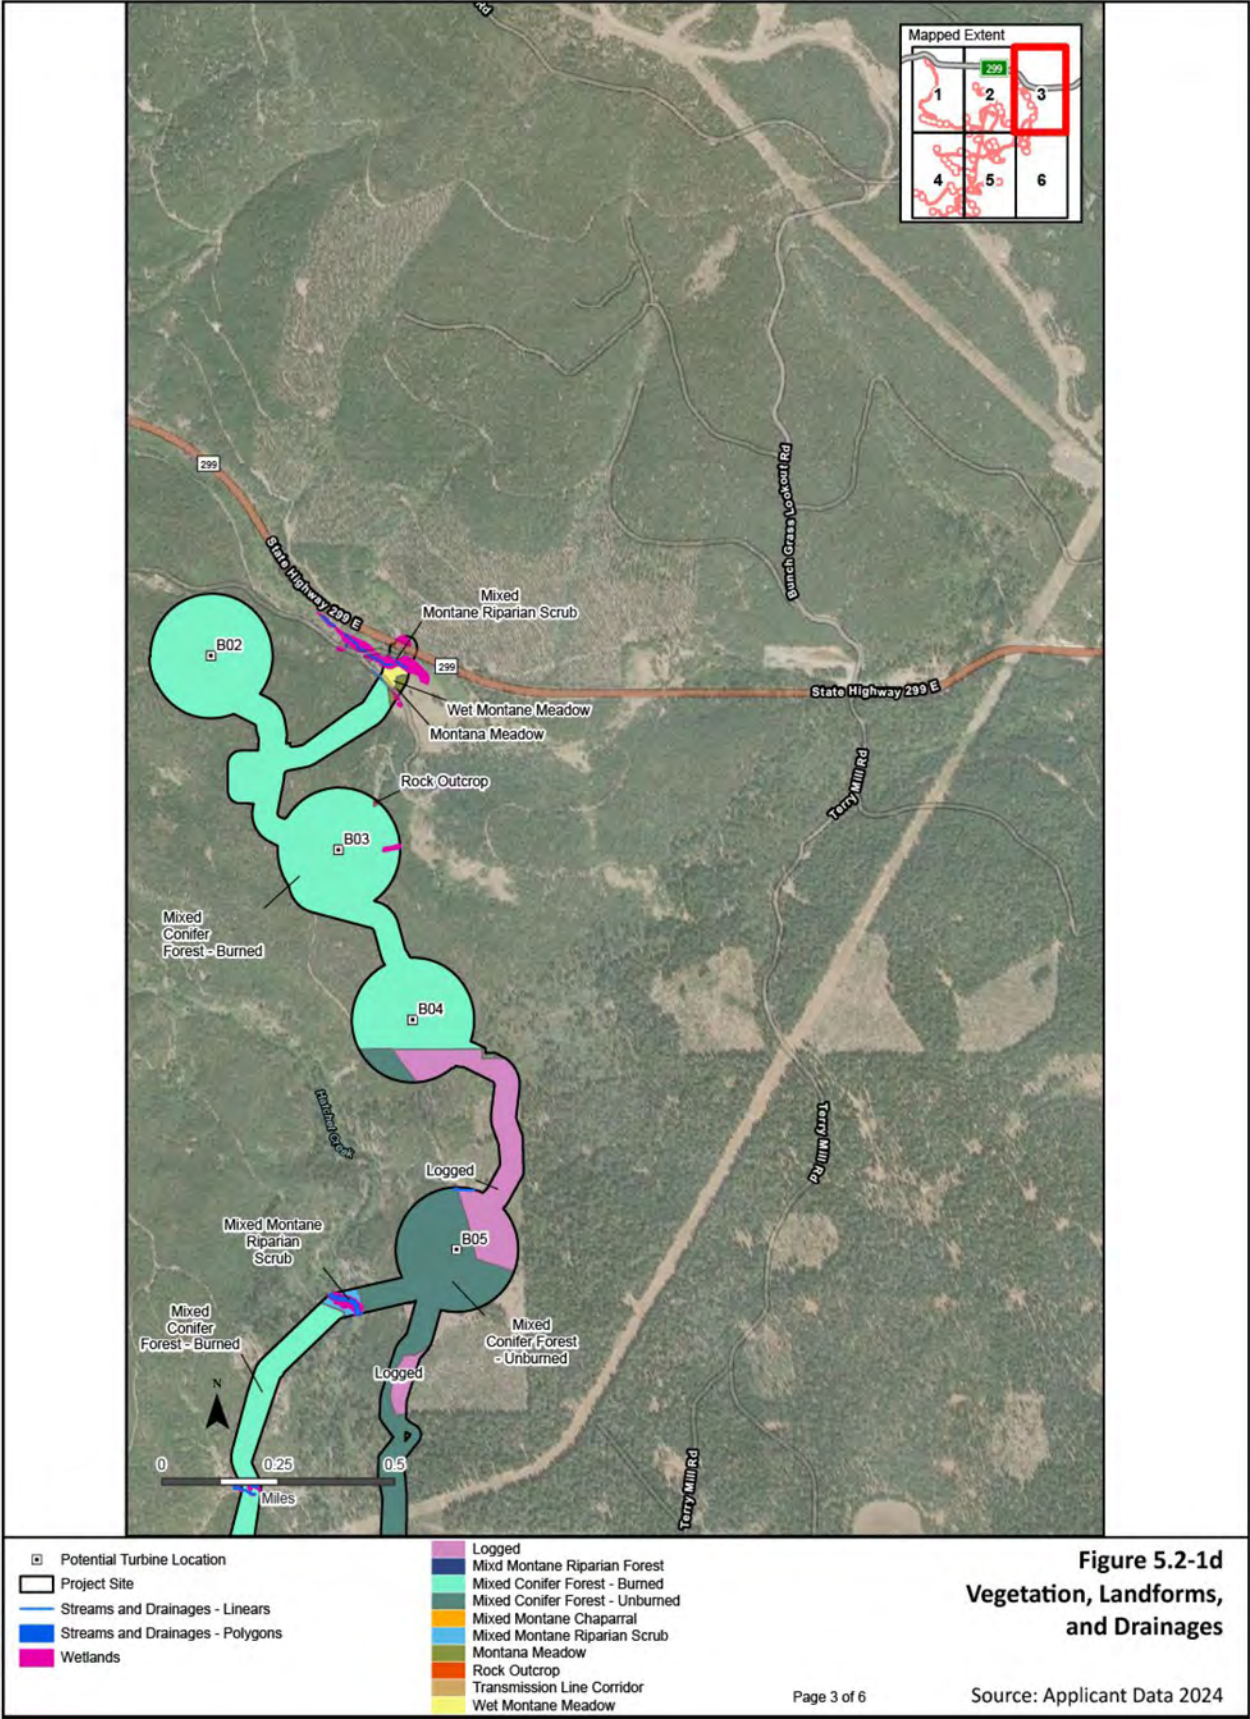 Rd
Mapped Extent
299
1
2
3
4
5
6
299
State Highway 299 E
Bunch Grass Lookout Rd
Mixed
Montane Riparian Scrub
B02
299
State Highway 299 E
Wet Montane Meadow
Montana Meadow
Terry Mill Rd
Rock Outcrop
B03
Mixed
Conifer
Forest - Burned
B04
Hatchet Creek
Terry Mill Rd
Logged
Mixed Montane
Riparian
Scrub
B05
Mixed
Conifer
Forest - Burned
Mixed
Conifer Forest
- Unburned
Logged
N
0
0.25
0.5
Miles
Terry Mill Rd
Potential Turbine Location
Project Site
Streams and Drainages - Linears
Streams and Drainages - Polygons
Wetlands
Logged
Mixd Montane Riparian Forest
Mixed Conifer Forest - Burned
Mixed Conifer Forest - Unburned
Mixed Montane Chaparral
Mixed Montane Riparian Scrub
Montana Meadow
Rock Outcrop
Transmission Line Corridor
Wet Montane Meadow
Figure 5.2-1d
Vegetation, Landforms,
and Drainages
Page 3 of 6
Source: Applicant Data 2024